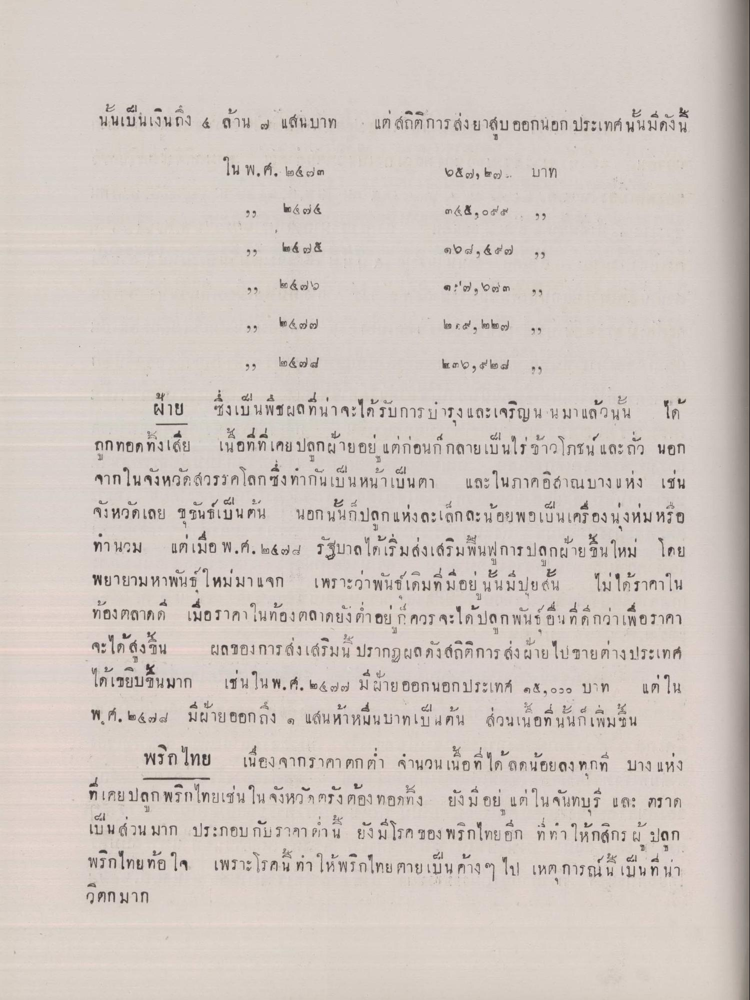 นั้นเป็นเงินถึง ๔ ล้าน ๗ แสนบาท แต่สถิติการส่งยาสูบออกนอกประเทศนั้นมีดังนี้
ใน พ.ศ. ๒๔๗๓ บาท
,, ๒๔๗๔ ๓๔๕,๐๙๙ ,,
,, ๒๔๗๕ ๑๖๘,๔๙๗ ,,
,, ๒๔๗๖ ,,
,, ๒๔๗๗ ,,
,, ๒๔๗๘ ๒๓๖,๙๒๘ ,,
ฝ้าย ซึ่งเป็นพืชผลที่น่าจะได้รับการบำรุงและเจริญ มาแล้วนั้น ได้
ถูกทอดทิ้งเสีย เนื้อที่ที่เคยปลูกฝ้ายอยู่แต่ก่อนก็กลายเป็นไร่ข้าวโภชน์และถั่ว นอก
จากในจังหวัดสวรรคโลกซึ่งทำกันเป็นหน้าเป็นตา และในภาคอิสาณบางแห่ง เช่น
จังหวัดเลย ขุขันธ์เป็นต้น นอกนั้นก็ปลูกแห่งละเล็กละน้อยพอเป็นเครื่องนุ่งห่มหรือ
ทำนวม แต่เมื่อ พ.ศ. ๒๔๗๘ รัฐบาลได้เริ่มส่งเสริมพื้นฟูการปลูกฝ้ายขึ้นใหม่ โดย
พยายามหาพันธุ์ใหม่มาแจก เพราะว่าพันธุ์เดิมที่มีอยู่นั้นมีปุยสั้น ไม่ได้ราคาใน
ท้องตลาดดี เมื่อราคาในท้องตลาดยังต่ำอยู่ก็ควรจะได้ปลูกพันธุ์อื่นที่ดีกว่าเพื่อราคา
จะได้สูงขึ้น ผลของการส่งเสริมนี้ปรากฏผลดังสถิติการส่งฝ้ายไปขายต่างประเทศ
ได้เขยิบขึ้นมาก เช่นในพ.ศ. ๒๔๗๗ มีฝ้ายออกนอกประเทศ ๑๕,๐๐๐ บาท แต่ใน
พ.ศ. ๒๔๗๘ มีฝ้ายออกถึง ๑ แสนห้าหมื่นบาทเป็นต้น ส่วนเนื้อที่นั้นก็เพิ่มขึ้น
พริกไทย เนื่องจากราคาตกต่ำ จำนวนเนื้อที่ได้ลดน้อยลงทุกที บางแห่ง
ที่เคยปลูกพริกไทยเช่นในจังหวัดตรังต้องทอดทิ้ง ยังมีอยู่แต่ในจันทบุรี และ ตราด
เป็นส่วนมาก ประกอบกับราคาต่ำนี้ ยังมีโรคของพริกไทยอีก ที่ทำให้กสิกรผู้ปลูก
พริกไทยท้อใจ เพราะโรคนี้ทำให้พริกไทยตายเป็นค้างๆ ไป เหตุการณ์นี้เป็นที่น่า
วิตกมาก